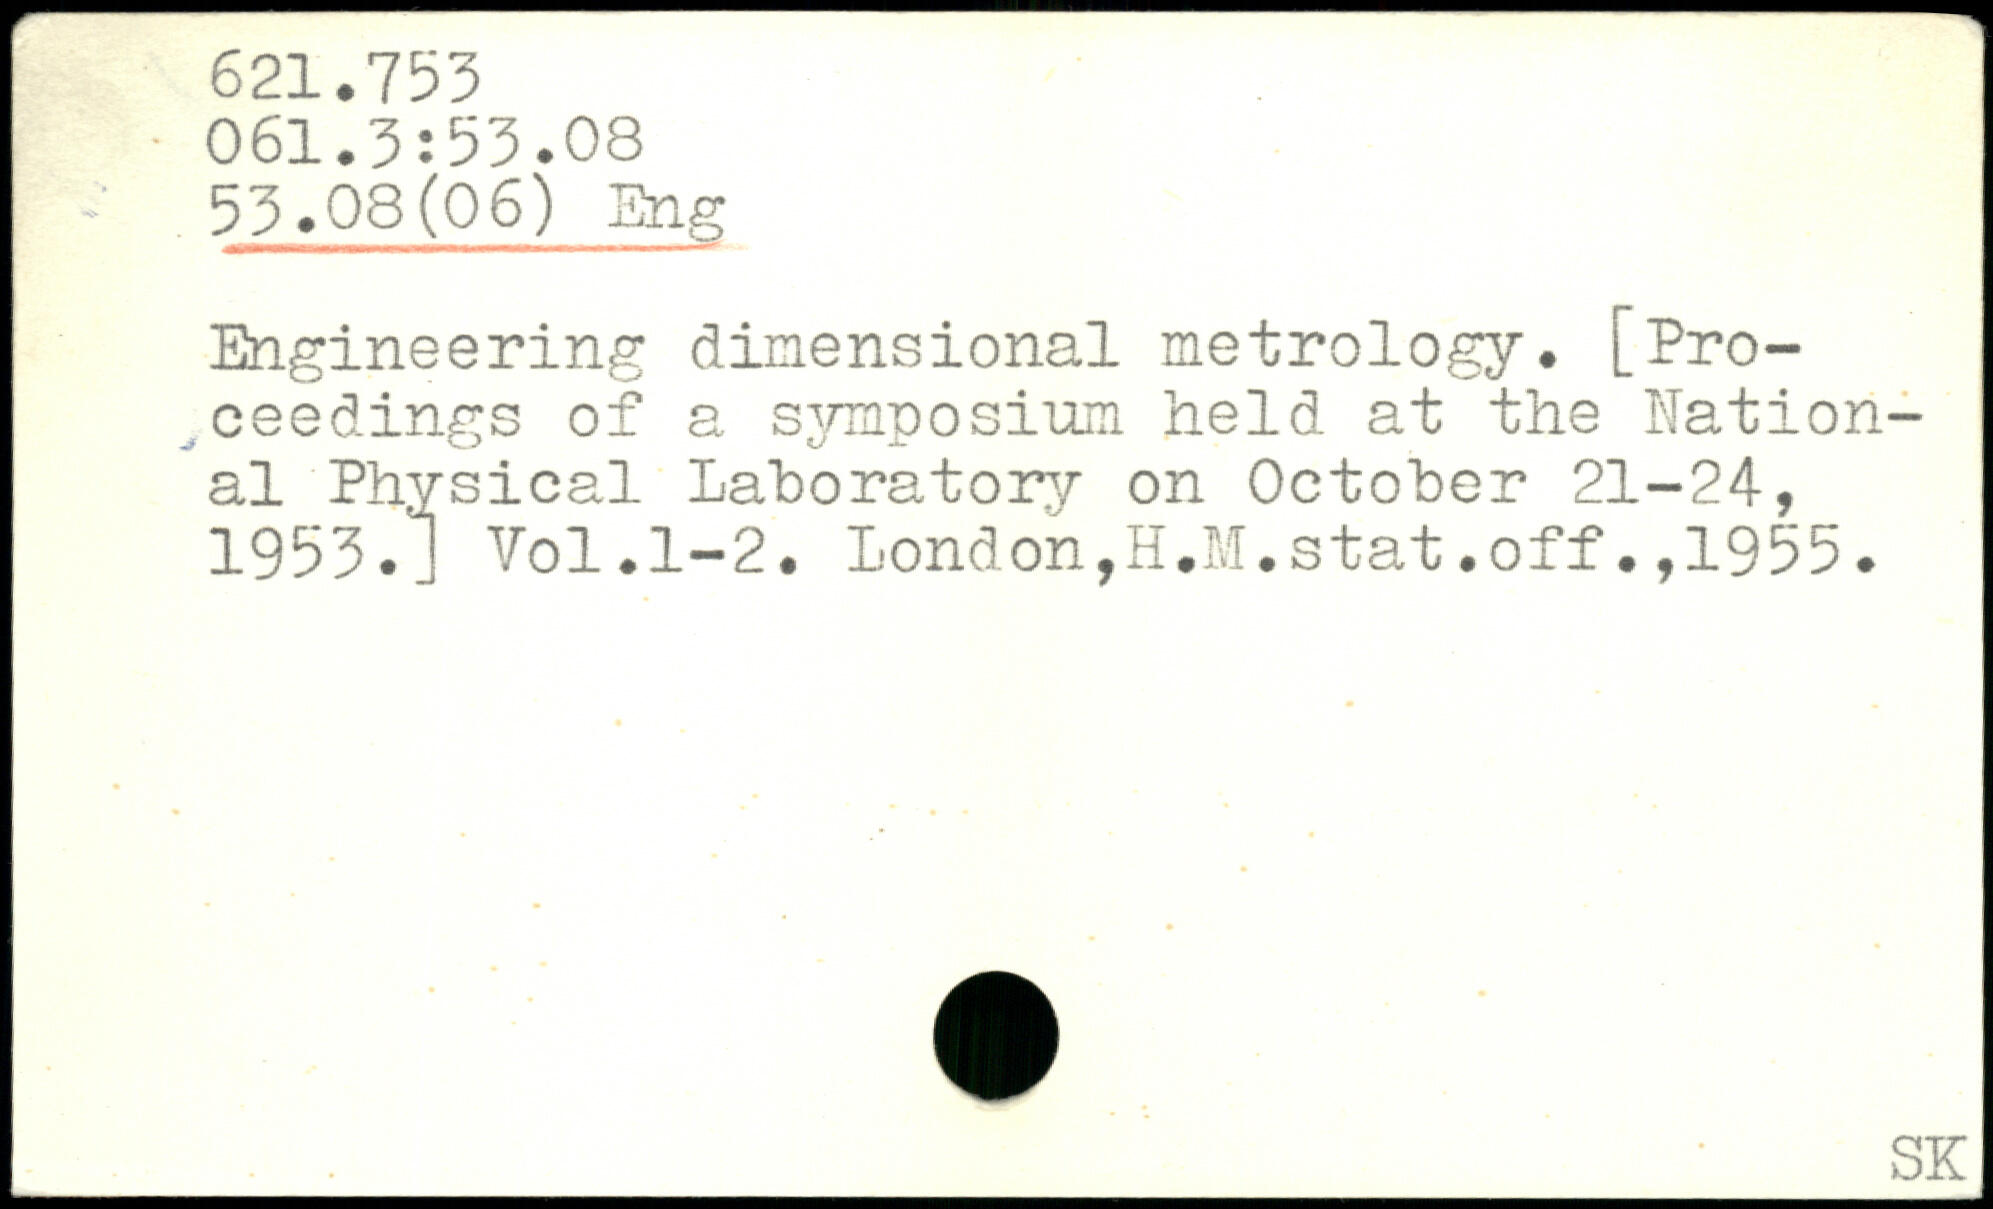 621.753
061.3:53.08
53.08(06) Eng
Engineering dimensional metrology. [Pro-
ceedings of a symposium held at the Nation-
al Physical Laboratory on October 21-24,
1953.] Vol.1-2. London,H.M.stat.off.,1955.
SK